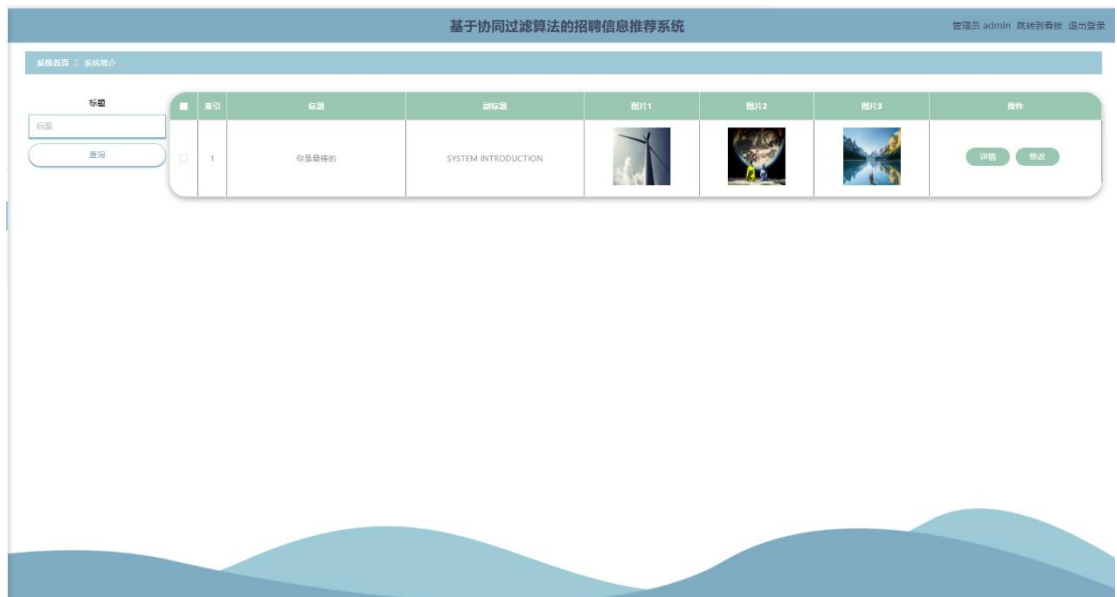 基于协同过滤算法的招聘信息推荐系统
管理员 admin 跳转到看板 退出登录
系统首页 系统简介
标题
标题
查询
索引 标题 副标题 图片1 图片2 图片3 操作
1 你是最棒的 SYSTEM INTRODUCTION 详情 修改